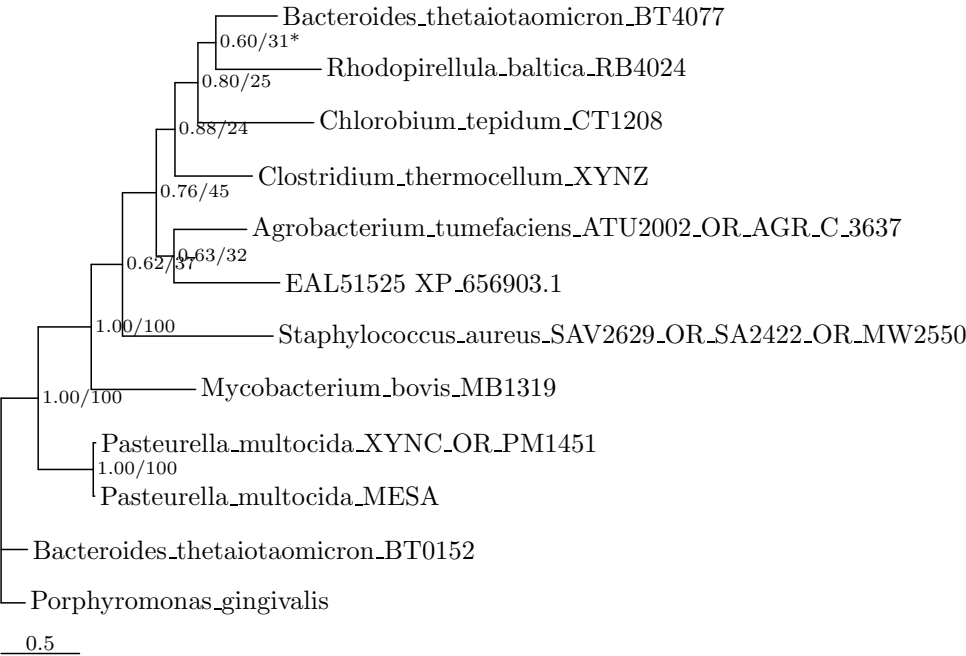 Bacteroides_thetaiotaomicron_BT4077
0.60/31*
Rhodopirellula_baltica_RB4024
0.80/25
Chlorobium_tepidum_CT1208
0.88/24
Clostridium_thermocellum_XYNZ
0.76/45
Agrobacterium_tumefaciens_ATU2002_OR_AGR_C_3637
0.62/37
0.63/32
EAL51525 XP_656903.1
1.00/100
Staphylococcus_aureus_SAV2629_OR_SA2422_OR_MW2550
Mycobacterium_bovis_MB1319
1.00/100
Pasteurella_multocida_XYNC_OR_PM1451
1.00/100
Pasteurella_multocida_MESA
Bacteroides_thetaiotaomicron_BT0152
Porphyromonas_gingivalis
0.5